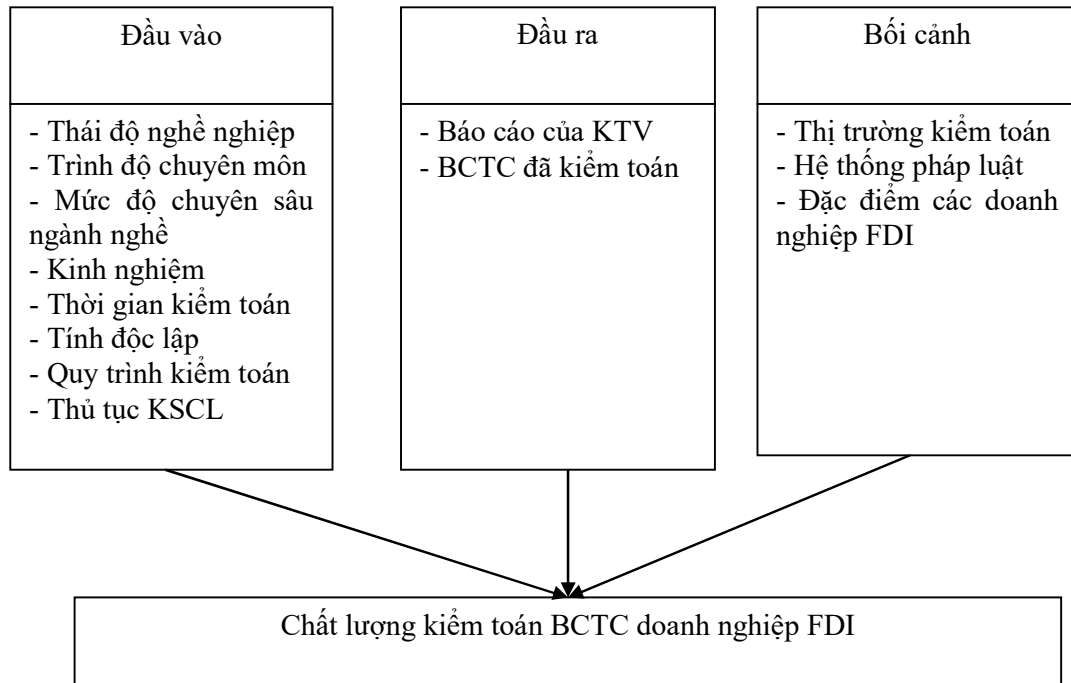 Đầu vào
- Thái độ nghề nghiệp
- Trình độ chuyên môn
- Mức độ chuyên sâu
ngành nghề
- Kinh nghiệm
- Thời gian kiểm toán
- Tính độc lập
- Quy trình kiểm toán
- Thủ tục KSCL
Đầu ra
- Báo cáo của KTV
- BCTC đã kiểm toán
Bối cảnh
- Thị trường kiểm toán
- Hệ thống pháp luật
- Đặc điểm các doanh
nghiệp FDI
Chất lượng kiểm toán BCTC doanh nghiệp FDI